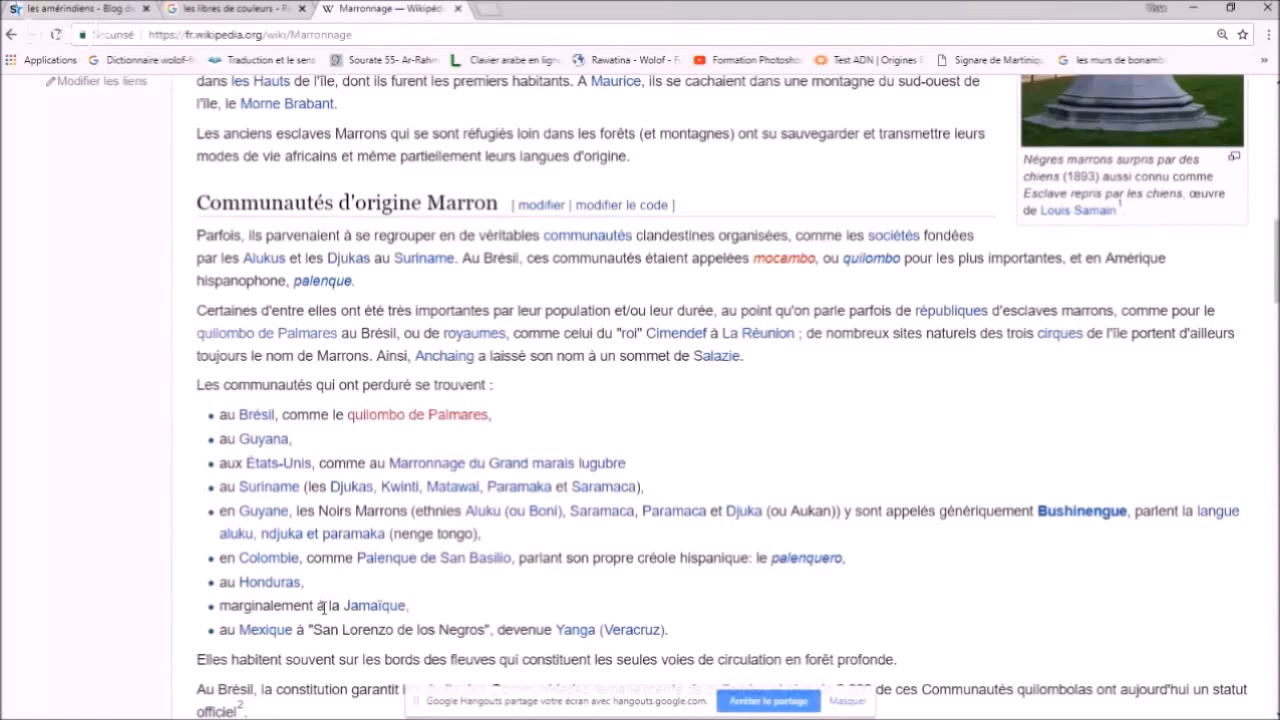 les amérindiens - Blog du
les libres de couleurs - R
Marronnage — Wikipéd
https://fr.wikipedia.org/wiki/Marronnage
Applications
Dictionnaire wolof-f
Traduction et le sens
Sourate 55- Ar-Rahm
Clavier arabe en lign
Rawatina - Wolof - F
Formation Photosho
Test ADN | Origines
Signare de Martiniq
les murs de bonamb
»
Modifier les liens
dans les Hauts de l'île, dont ils furent les premiers habitants. A Maurice, ils se cachaient dans une montagne du sud-ouest de
l'île, le Morne Brabant.
Les anciens esclaves Marrons qui se sont réfugiés loin dans les forêts (et montagnes) ont su sauvegarder et transmettre leurs
modes de vie africains et même partiellement leurs langues d'origine.
Nègres marrons surpris par des
chiens (1893) aussi connu comme
Esclave repris par les chiens, œuvre
de Louis Samain 1.
Communautés d'origine Marron [ modifier | modifier le code ]
Parfois, ils parvenaient à se regrouper en de véritables communautés clandestines organisées, comme les sociétés fondées
par les Alukus et les Djukas au Suriname. Au Brésil, ces communautés étaient appelées mocambo, ou quilombo pour les plus importantes, et en Amérique
hispanophone, palenque.
Certaines d'entre elles ont été très importantes par leur population et/ou leur durée, au point qu'on parle parfois de républiques d'esclaves marrons, comme pour le
quilombo de Palmares au Brésil, ou de royaumes, comme celui du "roi" Cimendef à La Réunion ; de nombreux sites naturels des trois cirques de l'île portent d'ailleurs
toujours le nom de Marrons. Ainsi, Anchaing a laissé son nom à un sommet de Salazie.
Les communautés qui ont perduré se trouvent :
• au Brésil, comme le quilombo de Palmares,
• au Guyana,
• aux États-Unis, comme au Marronnage du Grand marais lugubre
• au Suriname (les Djukas, Kwinti, Matawai, Paramaka et Saramaca),
• en Guyane, les Noirs Marrons (ethnies Aluku (ou Boni), Saramaca, Paramaca et Djuka (ou Aukan)) y sont appelés génériquement Bushinengue, parlent la langue
aluku, ndjuka et paramaka (nenge tongo),
• en Colombie, comme Palenque de San Basilio, parlant son propre créole hispanique: le palenquero,
• au Honduras,
• marginalement à la Jamaïque,
• au Mexique à "San Lorenzo de los Negros", devenue Yanga (Veracruz).
Elles habitent souvent sur les bords des fleuves qui constituent les seules voies de circulation en forêt profonde.
Au Brésil, la constitution garantit de ces Communautés quilombolas ont aujourd'hui un statut
officiel2.
Google Hangouts partage votre écran avec hangouts.google.com. Arrêter le partage Masquer